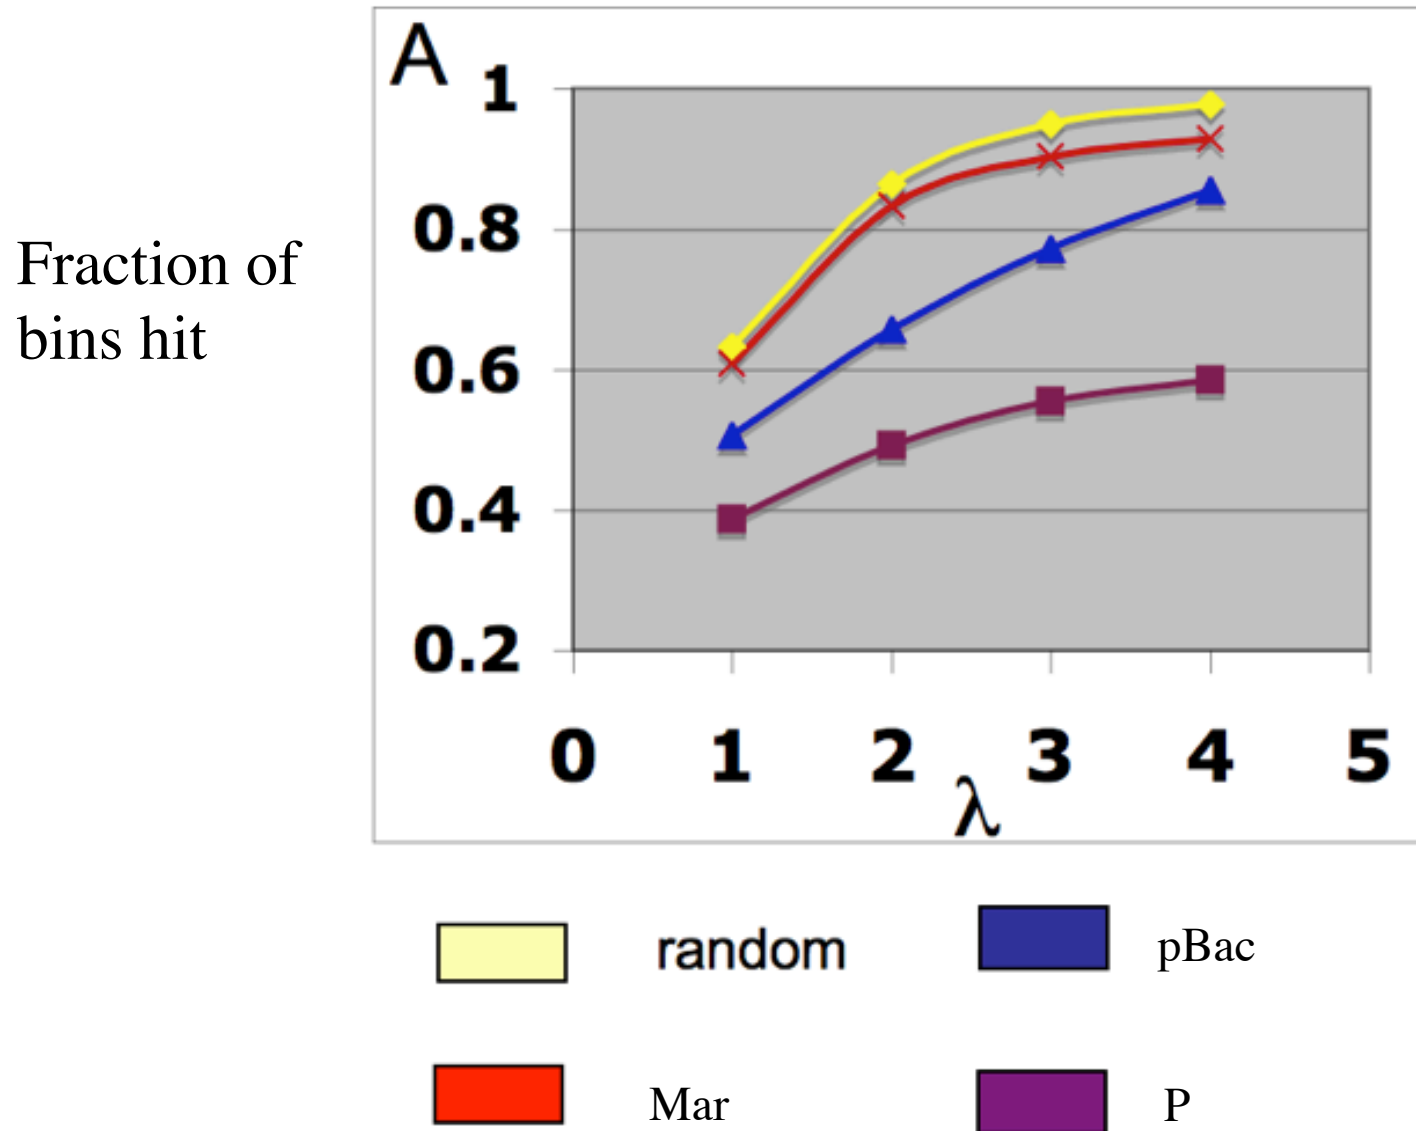 A
1
0.8
0.6
0.4
0.2
Fraction of
bins hit
0 1 2 3 4 5
λ
random
pBac
Mar
P